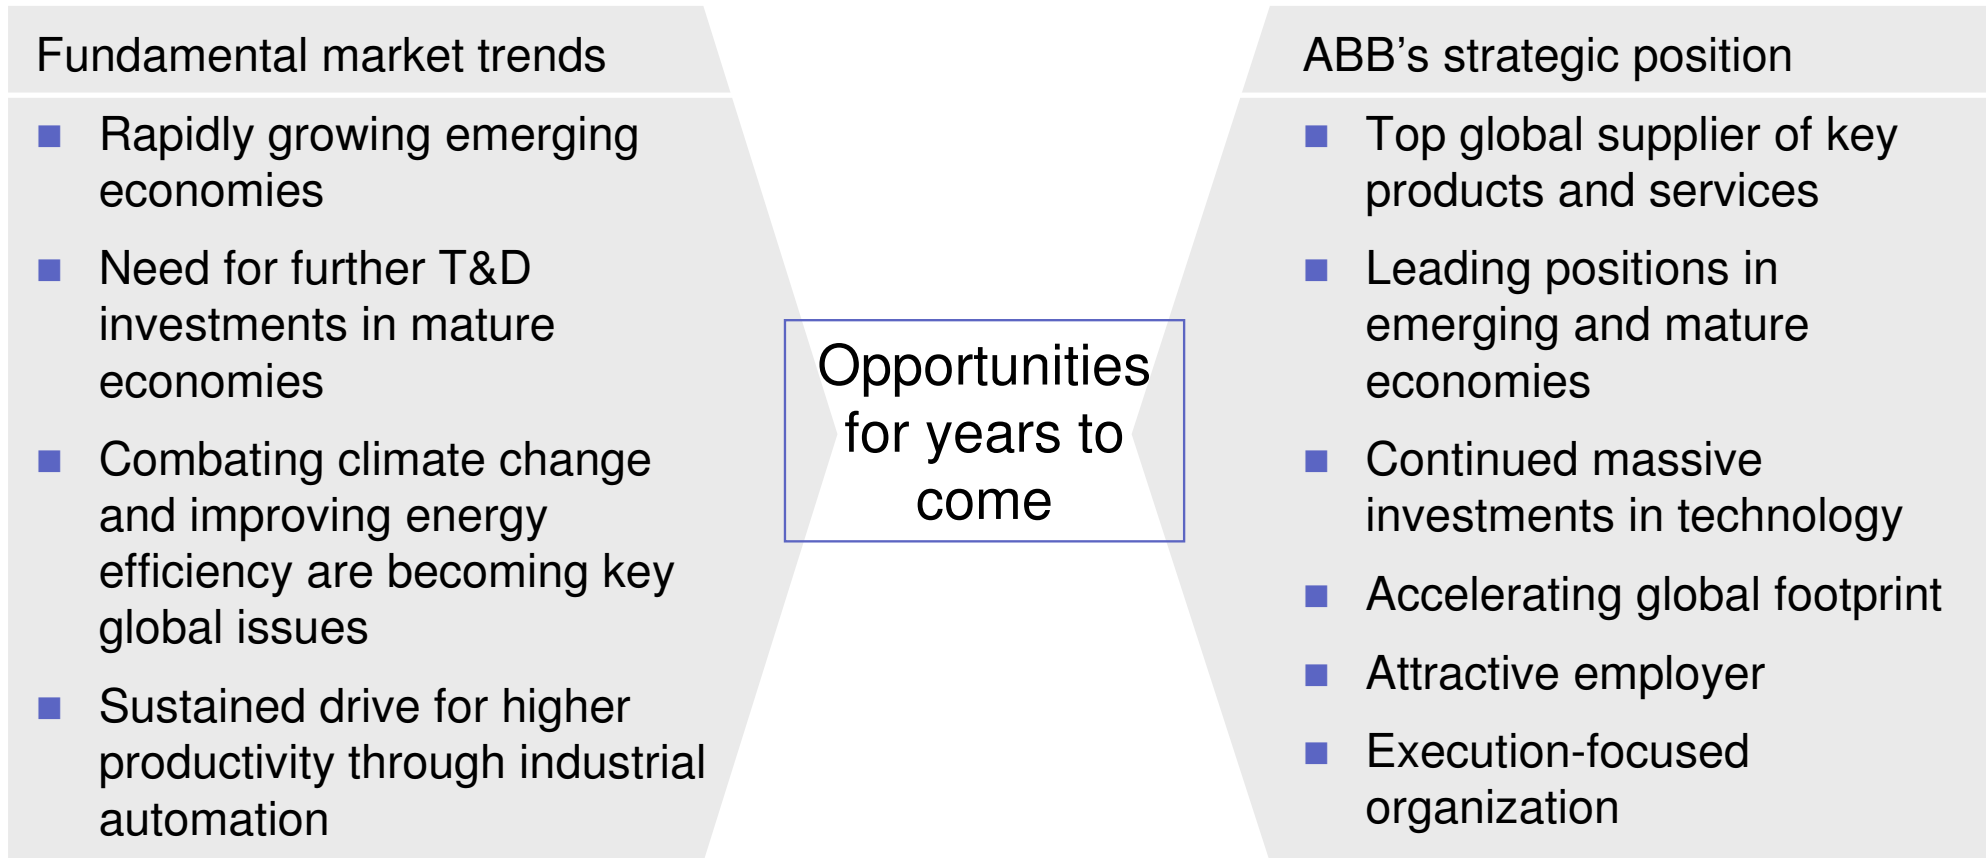 Fundamental market trends
Rapidly growing emerging
economies
Need for further T&D
investments in mature
economies
Combating climate change
and improving energy
efficiency are becoming key
global issues
Sustained drive for higher
productivity through industrial
automation
Opportunities
for years to
come
ABB's strategic position
Top global supplier of key
products and services
Leading positions in
emerging and mature
economies
Continued massive
investments in technology
Accelerating global footprint
Attractive employer
Execution-focused
organization